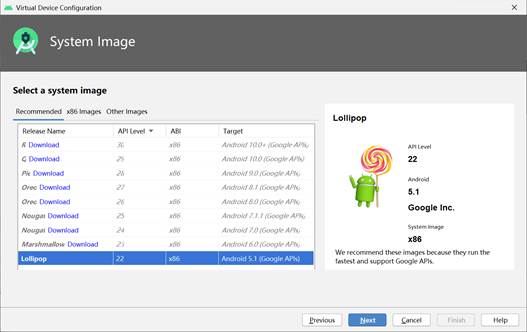 Virtual Device Configuration
System Image
Select a system image
Recommended x86 Images Other Images
Release Name API Level ABI Target
R Download 30 x86 Android 10.0+ (Google APIs)
Q Download 29 x86 Android 10.0 (Google APIs)
Pie Download 28 x86 Android 9.0 (Google APIs)
Oreo Download 27 x86 Android 8.1 (Google APIs)
Oreo Download 26 x86 Android 8.0 (Google APIs)
Nougat Download 25 x86 Android 7.1.1 (Google APIs)
Nougat Download 24 x86 Android 7.0 (Google APIs)
Marshmallow Download 23 x86 Android 6.0 (Google APIs)
Lollipop 22 x86 Android 5.1 (Google APIs)
Lollipop
API Level
22
Android
5.1
Google Inc.
System Image
x86
We recommend these images because they run the
fastest and support Google APIs.
Previous Next Cancel Finish Help